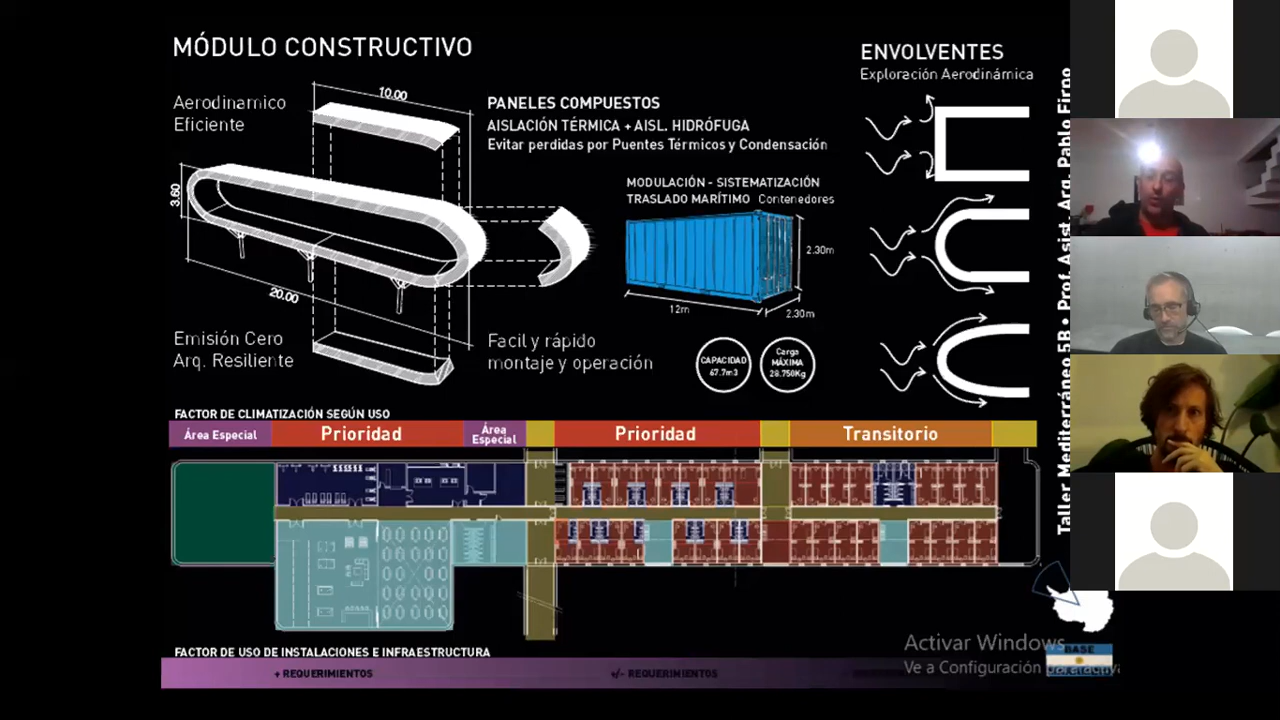 MÓDULO CONSTRUCTIVO
Aerodinamico
Eficiente
10.00
3.60
20.00
Emisión Cero
Arq. Resiliente
PANELES COMPUESTOS
AISLACIÓN TÉRMICA + AISL. HIDRÓFUGA
Evitar perdidas por Puentes Térmicos y Condensación
MODULACIÓN - SISTEMATIZACIÓN
TRASLADO MARÍTIMO Contenedores
2.30m
12m
2.30m
Facil y rápido
montaje y operación
CAPACIDAD
67.7m3
Carga
MÁXIMA
28.750Kg
ENVOLVENTES
Exploración Aerodinámica
Taller Mediterráneo 5B • Prof. Asist. Arq. Pablo Firpo
FACTOR DE CLIMATIZACIÓN SEGÚN USO
Área Especial
Prioridad
Área
Especial
Prioridad
Transitorio
FACTOR DE USO DE INSTALACIONES E INFRAESTRUCTURA
+ REQUERIMIENTOS
+/- REQUERIMIENTOS
Activar Windows
Ve a Configuración para activ
BASE